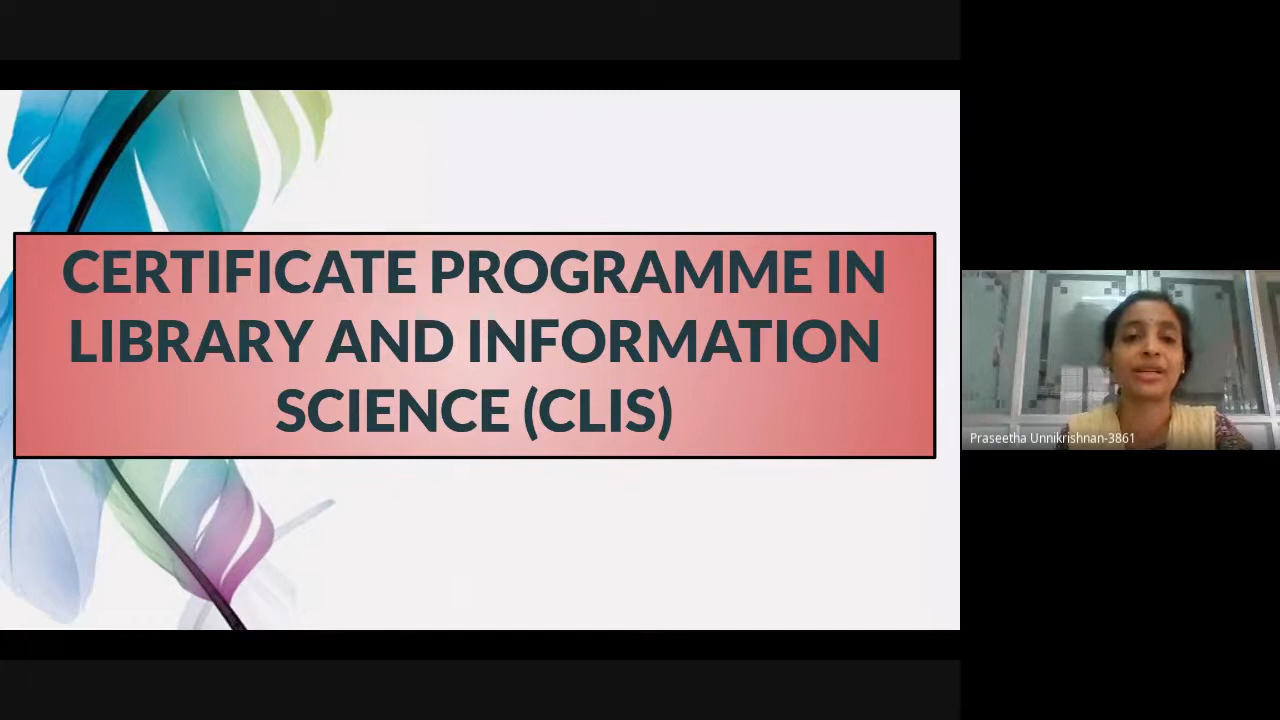 CERTIFICATE PROGRAMME IN
LIBRARY AND INFORMATION
SCIENCE (CLIS)
Praseetha Unnikrishnan-3861